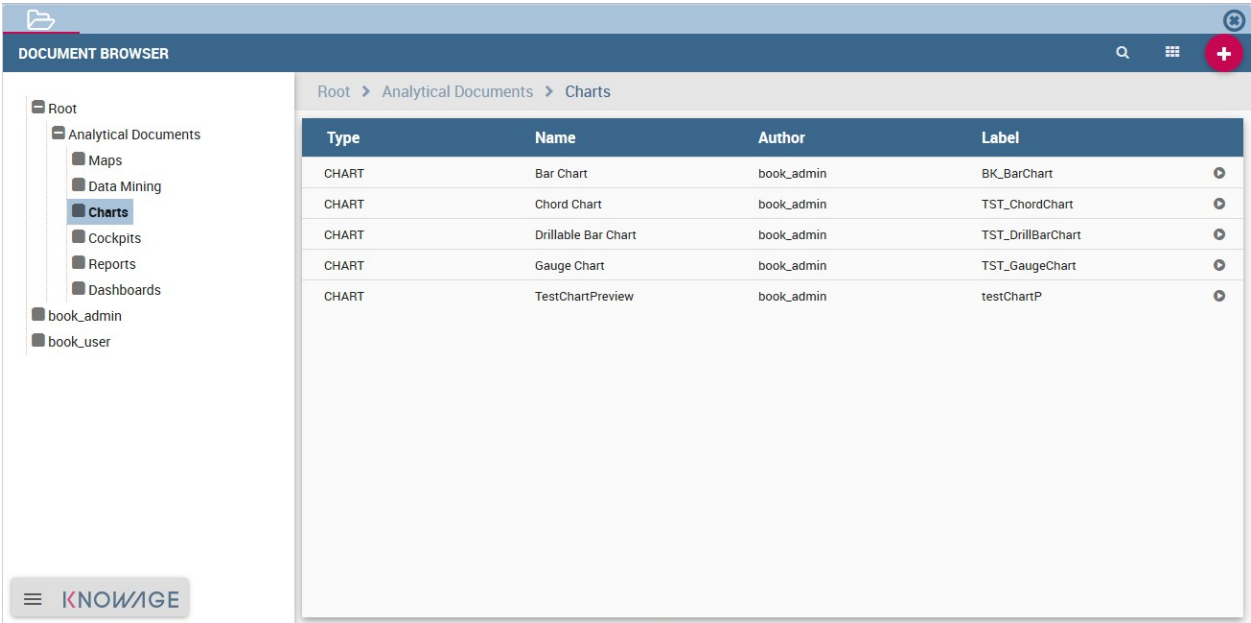 DOCUMENT BROWSER
Root
Analytical Documents
Maps
Data Mining
Charts
Cockpits
Reports
Dashboards
book_admin
book_user
Root > Analytical Documents > Charts
Type Name Author Label
CHART Bar Chart book_admin BK_BarChart
CHART Chord Chart book_admin TST_ChordChart
CHART Drillable Bar Chart book_admin TST_DrillBarChart
CHART Gauge Chart book_admin TST_GaugeChart
CHART TestChartPreview book_admin testChartP
KNOWAGE